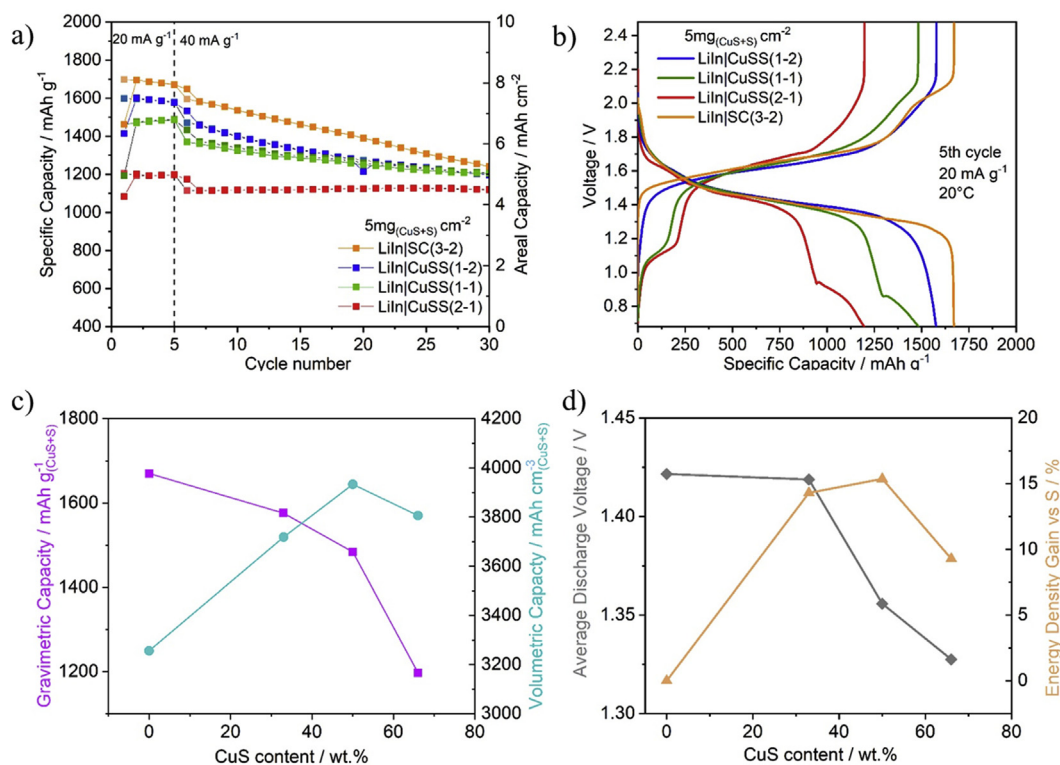 a)
2000
1800
1600
1400
1200
1000
800
600
400
Specific Capacity / mAh g⁻¹
20 mA g⁻¹
40 mA g⁻¹
5mg(CuS+S) cm⁻²
LiIn|SC(3-2)
LiIn|CuSS(1-2)
LiIn|CuSS(1-1)
LiIn|CuSS(2-1)
10
8
6
4
2
0
Areal Capacity / mAh cm⁻²
0 5 10 15 20 25 30
Cycle number
b)
2.4
2.2
2.0
1.8
1.6
1.4
1.2
1.0
0.8
Voltage / V
5mg(CuS+S) cm⁻²
LiIn|CuSS(1-2)
LiIn|CuSS(1-1)
LiIn|CuSS(2-1)
LiIn|SC(3-2)
5th cycle
20 mA g⁻¹
20°C
0 250 500 750 1000 1250 1500 1750 2000
Specific Capacity / mAh g⁻¹
c)
1800
1600
1400
1200
Gravimetric Capacity / mAh g⁻¹(CuS+S)
4200
4000
3800
3600
3400
3200
3000
Volumetric Capacty / mAh cm⁻³(CuS+S)
0 20 40 60 80
CuS content / wt.%
d)
1.45
1.40
1.35
1.30
Average Discharge Voltage / V
20
15
10
5
0
Energy Density Gain vs S / %
0 20 40 60 80
CuS content / wt.%